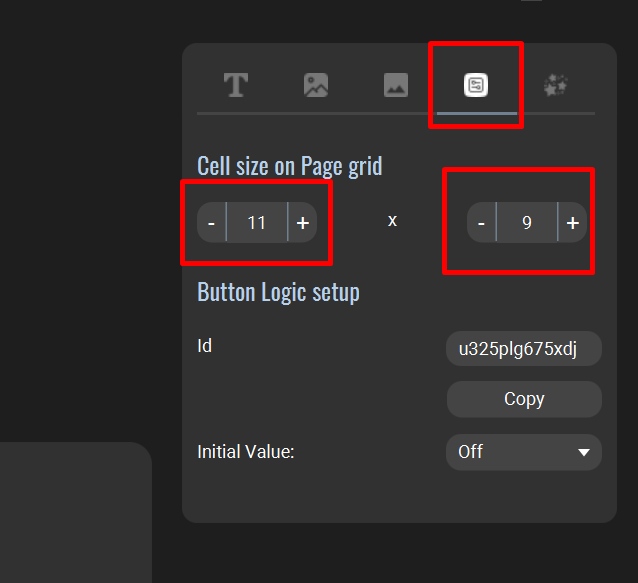 T
Cell size on Page grid
- 11 + x - 9 +
Button Logic setup
Id u325plg675xdj
Copy
Initial Value: Off